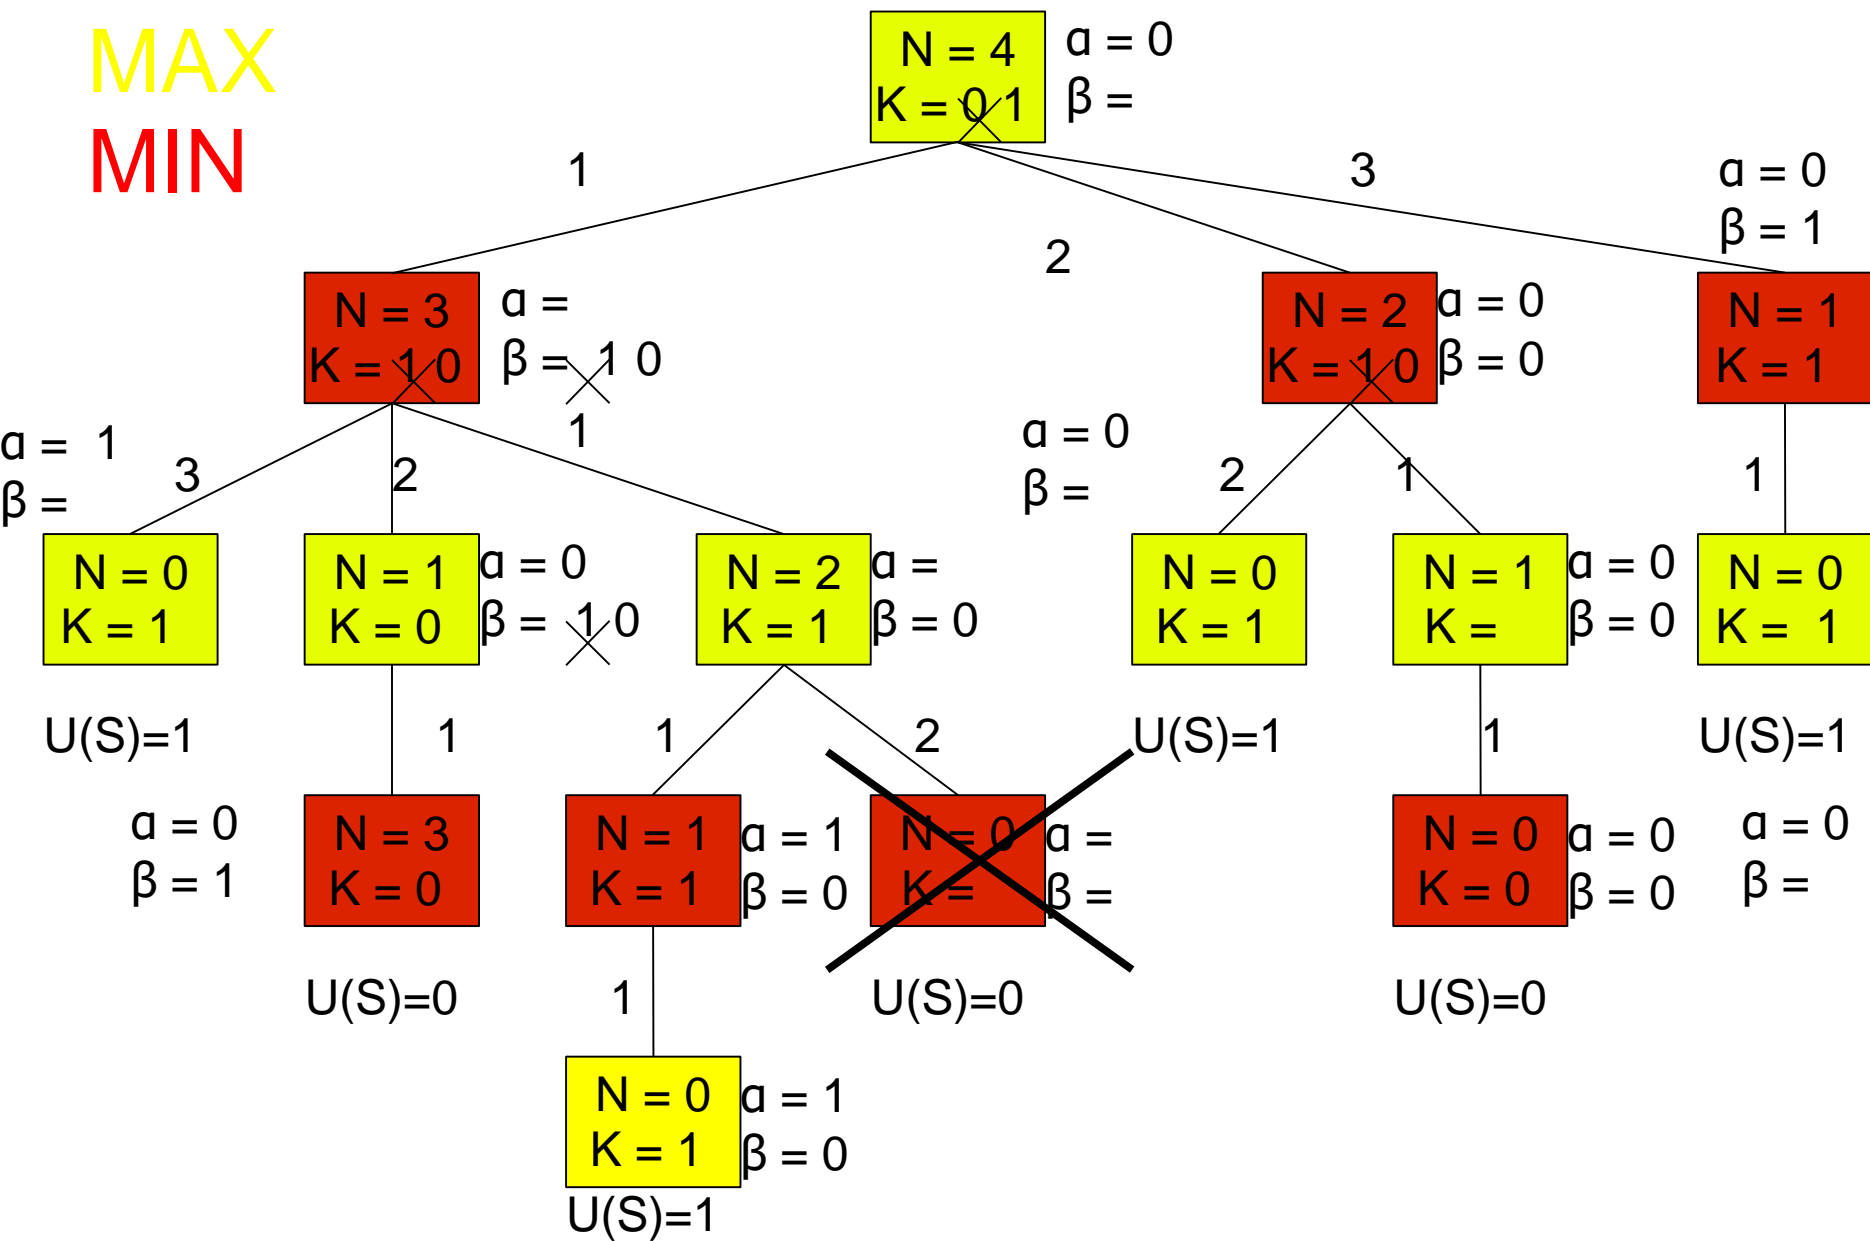 MAX
MIN
N = 4
K = 0 1
α = 0
β =
1
2
3
α = 0
β = 1
N = 3
K = 1 0
α =
β = 1 0
N = 2
K = 1 0
α = 0
β = 0
N = 1
K = 1
α = 1
β =
3
2
1
α = 0
β =
2
1
1
N = 0
K = 1
N = 1
K = 0
α = 0
β = 1 0
N = 2
K = 1
α =
β = 0
N = 0
K = 1
N = 1
K =
α = 0
β = 0
N = 0
K = 1
U(S)=1
1
1
2
U(S)=1
1
U(S)=1
α = 0
β = 1
N = 3
K = 0
N = 1
K = 1
α = 1
β = 0
N = 0
K =
α =
β =
N = 0
K = 0
α = 0
β = 0
α = 0
β =
U(S)=0
1
U(S)=0
U(S)=0
N = 0
K = 1
α = 1
β = 0
U(S)=1